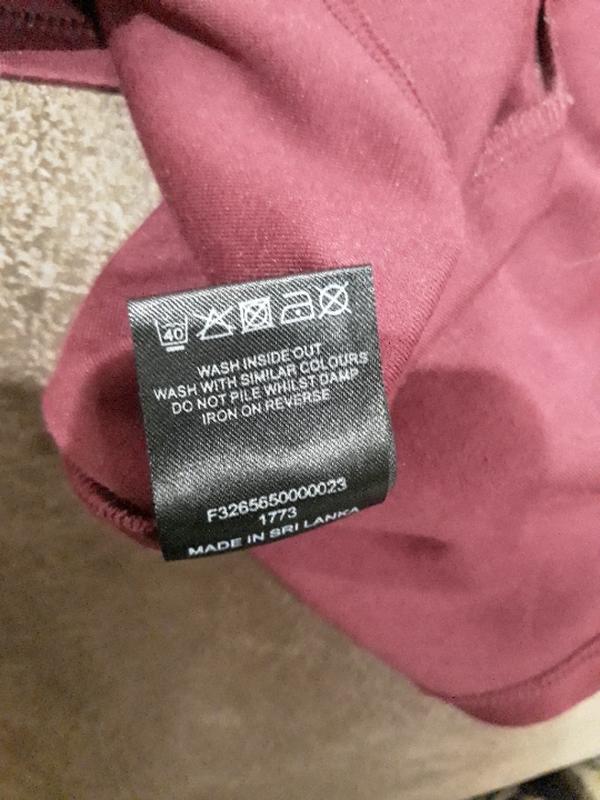 40
WASH INSIDE OUT
WASH WITH SIMILAR COLOURS
DO NOT PILE WHILST DAMP
IRON ON REVERSE
F3265650000023
1773
MADE IN SRI LANKA